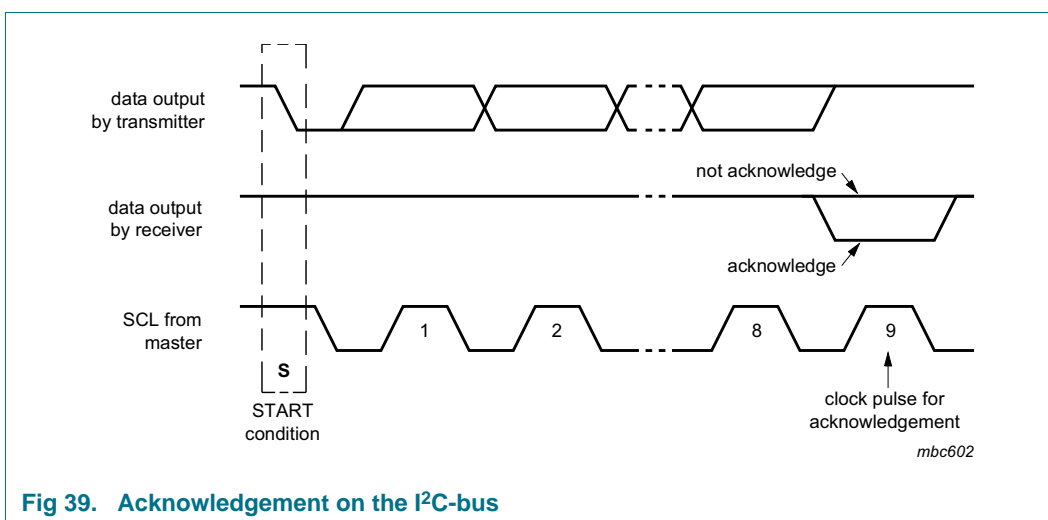 data output
by transmitter
not acknowledge
data output
by receiver
acknowledge
SCL from
master
1
2
8
9
S
START
condition
clock pulse for
acknowledgement
mbc602
Fig 39. Acknowledgement on the I²C-bus